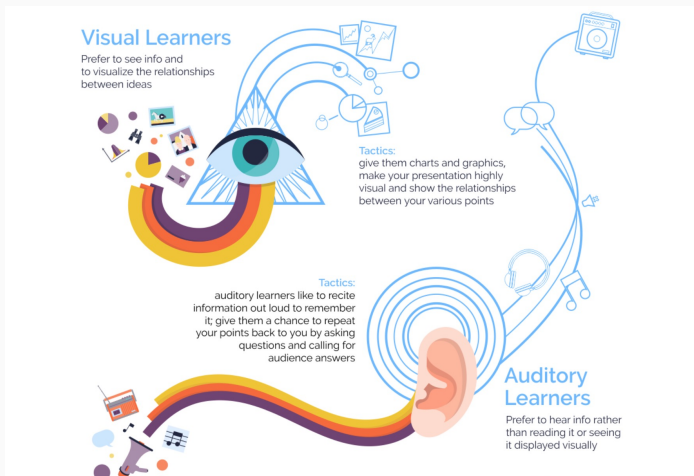 Visual Learners
Prefer to see info and
to visualize the relationships
between ideas
Tactics:
give them charts and graphics,
make your presentation highly
visual and show the relationships
between your various points
Tactics:
auditory learners like to recite
information out loud to remember
it; give them a chance to repeat
your points back to you by asking
questions and calling for
audience answers
Auditory
Learners
Prefer to hear info rather
than reading it or seeing
it displayed visually